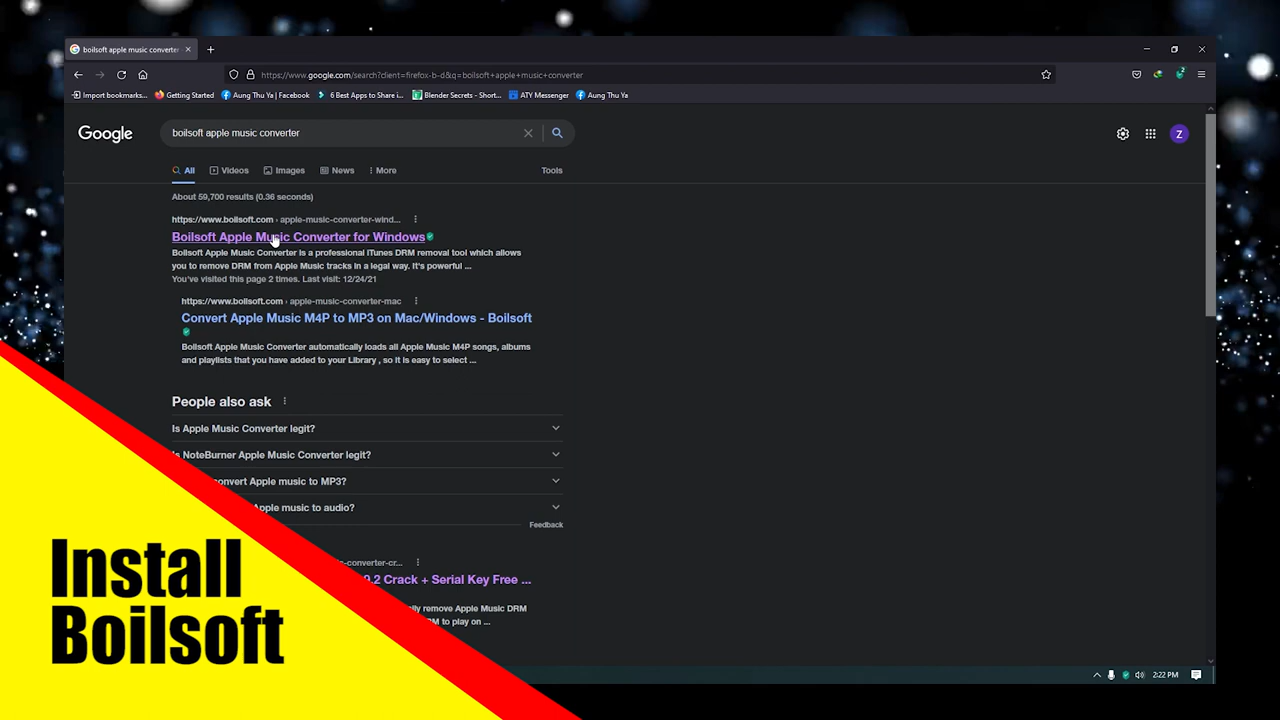 boilsoft apple music converter
https://www.google.com/search?client=firefox-b-d&q=boilsoft+apple+music+converter
2
Import bookmarks... Getting Started Aung Thu Ya | Facebook 6 Best Apps to Share i... Blender Secrets - Short... ATY Messenger Aung Thu Ya
Google
boilsoft apple music converter
Z
All Videos Images News More Tools
About 59,700 results (0.36 seconds)
https://www.boilsoft.com › apple-music-converter-wind...
Boilsoft Apple Music Converter for Windows
Boilsoft Apple Music Converter is a professional iTunes DRM removal tool which allows
you to remove DRM from Apple Music tracks in a legal way. It's powerful ...
You've visited this page 2 times. Last visit: 12/24/21
https://www.boilsoft.com › apple-music-converter-mac
Convert Apple Music M4P to MP3 on Mac/Windows - Boilsoft
Boilsoft Apple Music Converter automatically loads all Apple Music M4P songs, albums
and playlists that you have added to your Library , so it is easy to select ...
People also ask
Is Apple Music Converter legit?
Is NoteBurner Apple Music Converter legit?
convert Apple music to MP3?
Apple music to audio?
Feedback
-converter-cr...
9.2 Crack + Serial Key Free ...
remove Apple Music DRM
to play on ...
Install
Boilsoft
2:22 PM